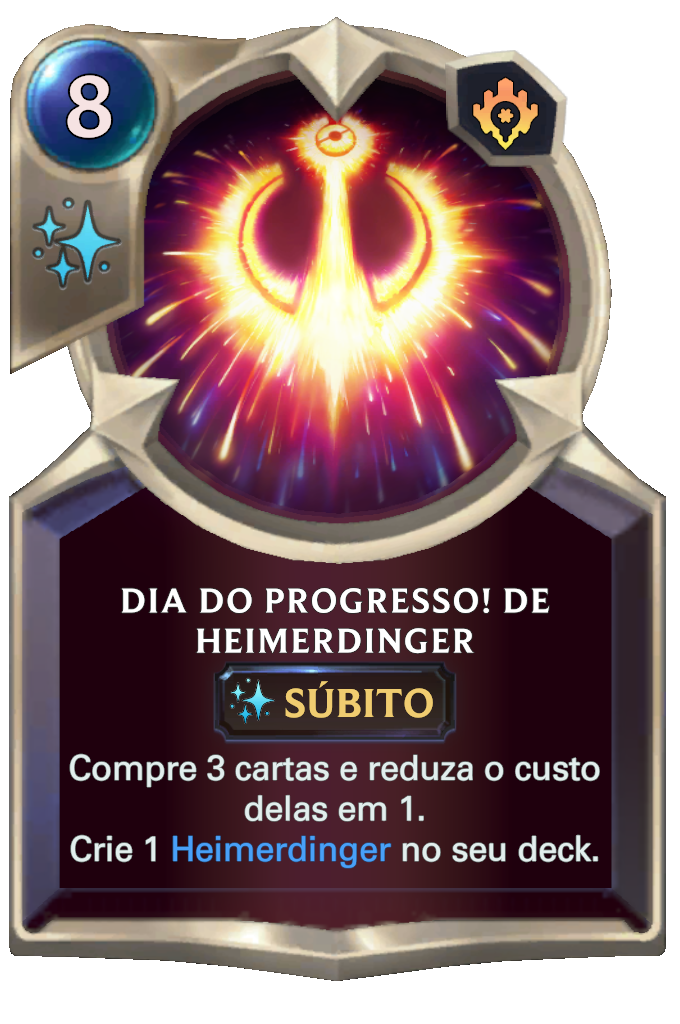 8
DIA DO PROGRESSO! DE
HEIMERDINGER
SÚBITO
Compre 3 cartas e reduza o custo
delas em 1.
Crie 1 Heimerdinger no seu deck.